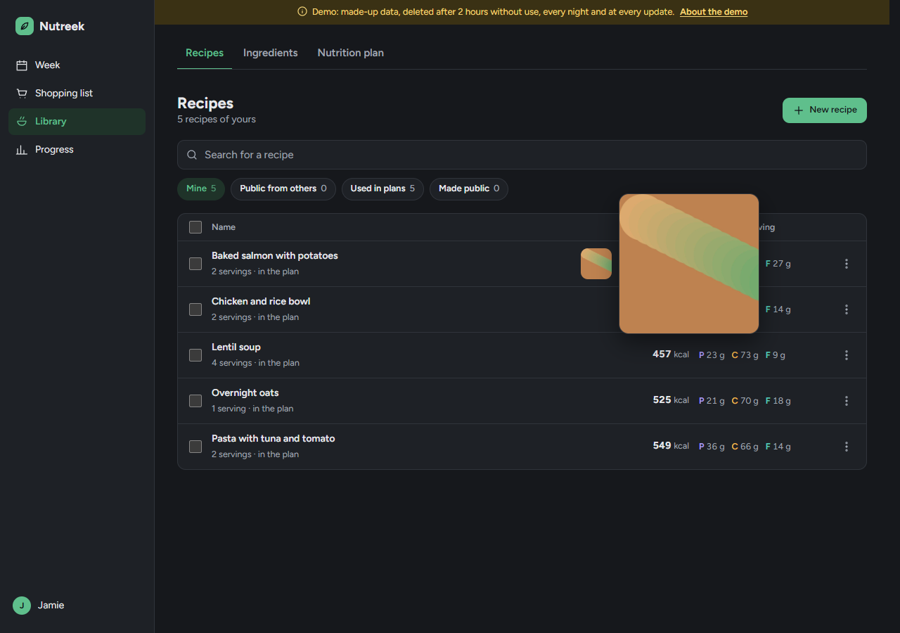 Nutreek
Week
Shopping list
Library
Progress
J Jamie
Demo: made-up data, deleted after 2 hours without use, every night and at every update. About the demo
Recipes Ingredients Nutrition plan
Recipes
5 recipes of yours
New recipe
Search for a recipe
Mine 5 Public from others 0 Used in plans 5 Made public 0
Name
Baked salmon with potatoes
2 servings · in the plan
F 27 g
Chicken and rice bowl
2 servings · in the plan
F 14 g
Lentil soup
4 servings · in the plan
457 kcal P 23 g C 73 g F 9 g
Overnight oats
1 serving · in the plan
525 kcal P 21 g C 70 g F 18 g
Pasta with tuna and tomato
2 servings · in the plan
549 kcal P 36 g C 66 g F 14 g